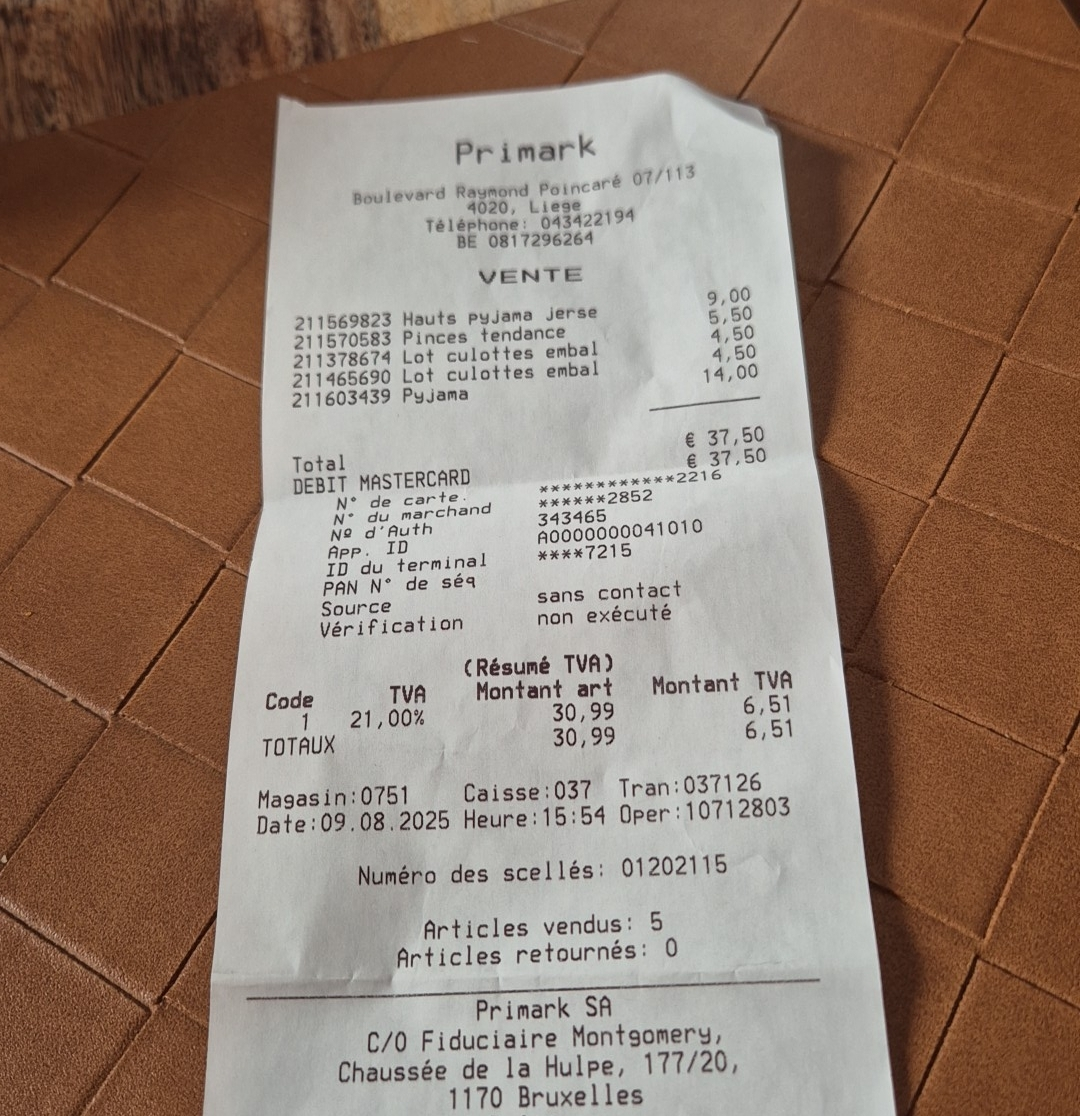 Primark
Boulevard Raymond Poincaré 07/113
4020, Liege
Téléphone: 043422194
BE 0817296264
VENTE
211569823 Hauts pyjama jerse 9,00
211570583 Pinces tendance 5,50
211378674 Lot culottes embal 4,50
211465690 Lot culottes embal 4,50
211603439 Pyjama 14,00
Total € 37,50
DEBIT MASTERCARD € 37,50
N° de carte. ************2216
N° du marchand ******2852
Nº d'Auth 343465
App. ID A0000000041010
ID du terminal ****7215
PAN N° de séq
Source sans contact
Vérification non exécuté
(Résumé TVA)
Code TVA Montant art Montant TVA
1 21,00% 30,99 6,51
TOTAUX 30,99 6,51
Magasin:0751 Caisse:037 Tran:037126
Date:09.08.2025 Heure:15:54 Oper:10712803
Numéro des scellés: 01202115
Articles vendus: 5
Articles retournés: 0
Primark SA
C/O Fiduciaire Montgomery,
Chaussée de la Hulpe, 177/20,
1170 Bruxelles